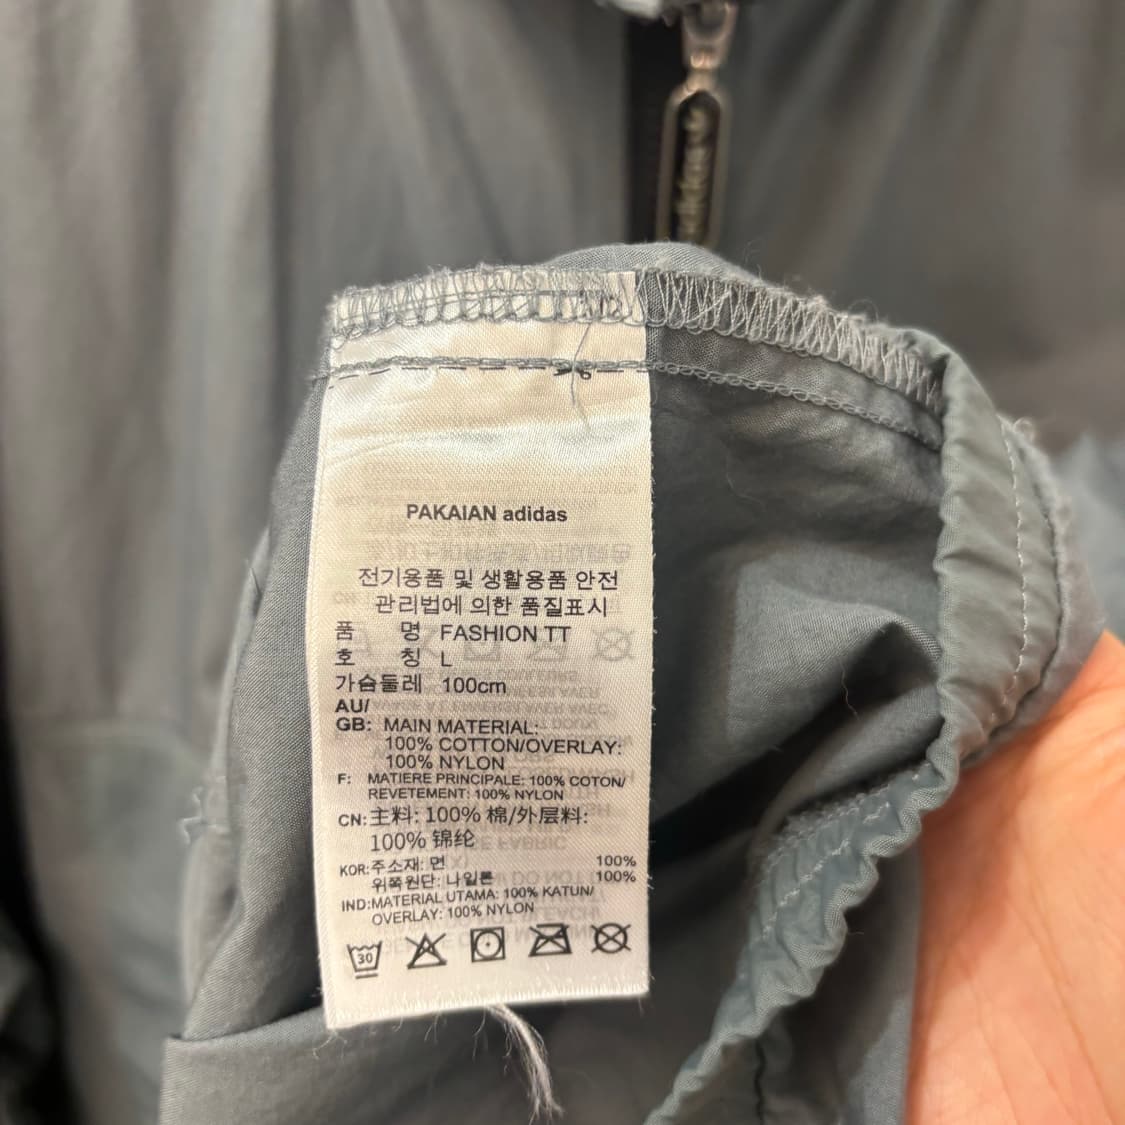 adidas
PAKAIAN adidas
전기용품 및 생활용품 안전
관리법에 의한 품질표시
품 명 FASHION TT
호 칭 L
가슴둘레 100cm
AU/
GB: MAIN MATERIAL:
100% COTTON/OVERLAY:
100% NYLON
F: MATIERE PRINCIPALE: 100% COTON/
REVETEMENT: 100% NYLON
CN: 主料: 100% 棉/外层料:
100% 锦纶
KOR: 주소재: 면 100%
위쪽원단: 나일론 100%
IND: MATERIAL UTAMA: 100% KATUN/
OVERLAY: 100% NYLON
30